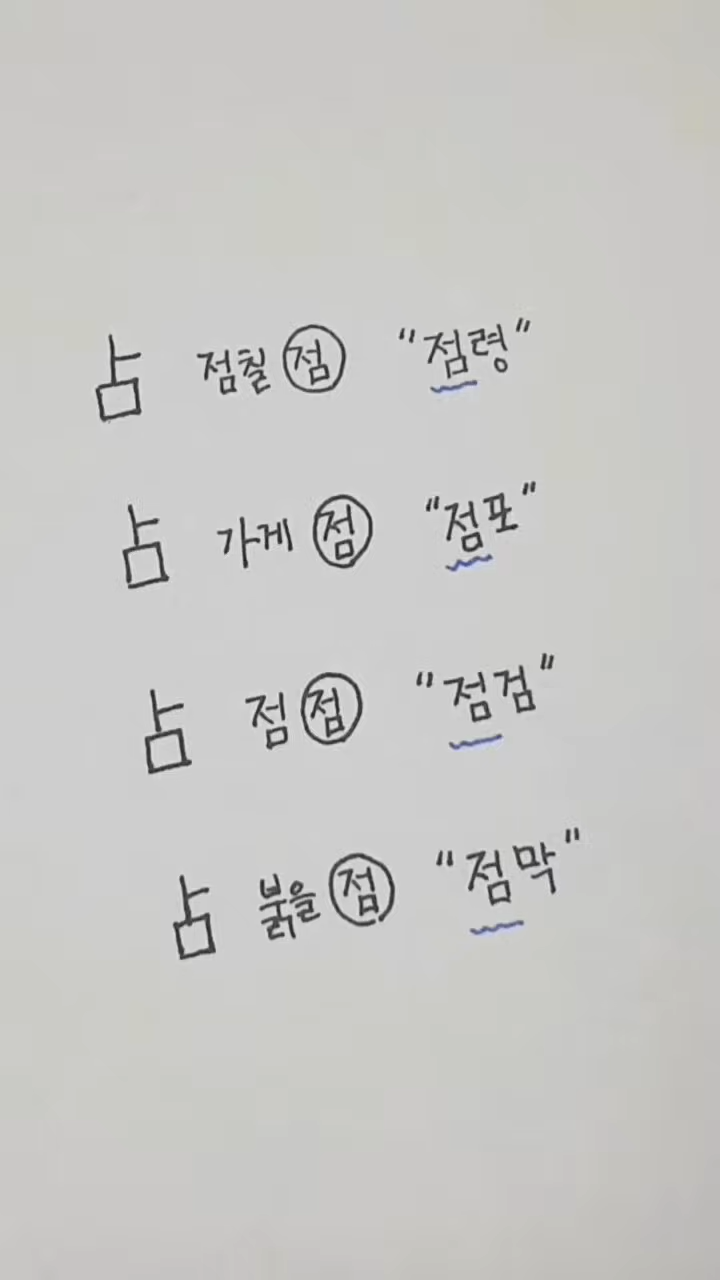 占 점칠 점 "점령"
占 가게 점 "점포"
占 점 점 "점검"
占 붉을 점 "점막"